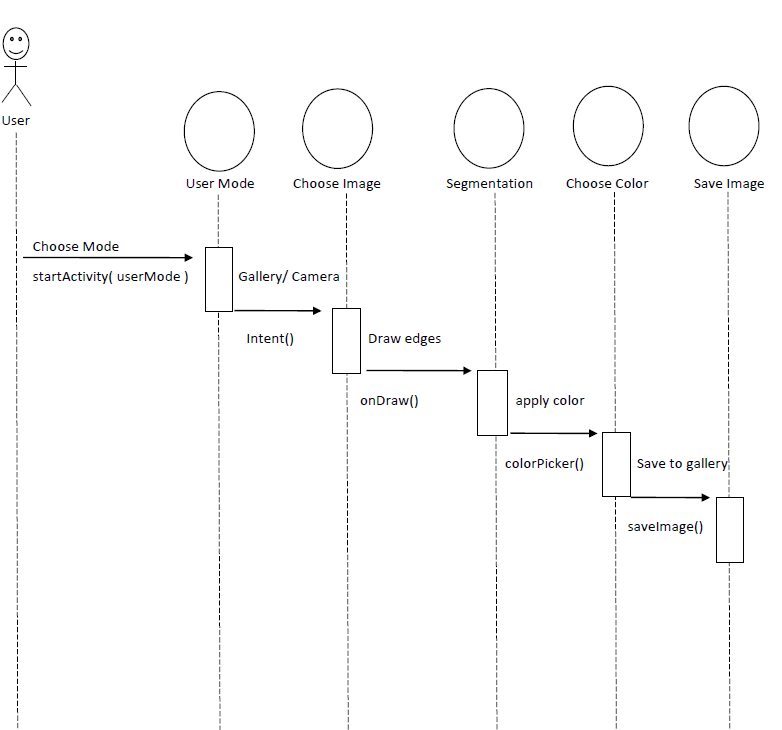 User
User Mode
Choose Image
Segmentation
Choose Color
Save Image
Choose Mode
startActivity( userMode )
Gallery/ Camera
Intent()
Draw edges
onDraw()
apply color
colorPicker()
Save to gallery
saveImage()